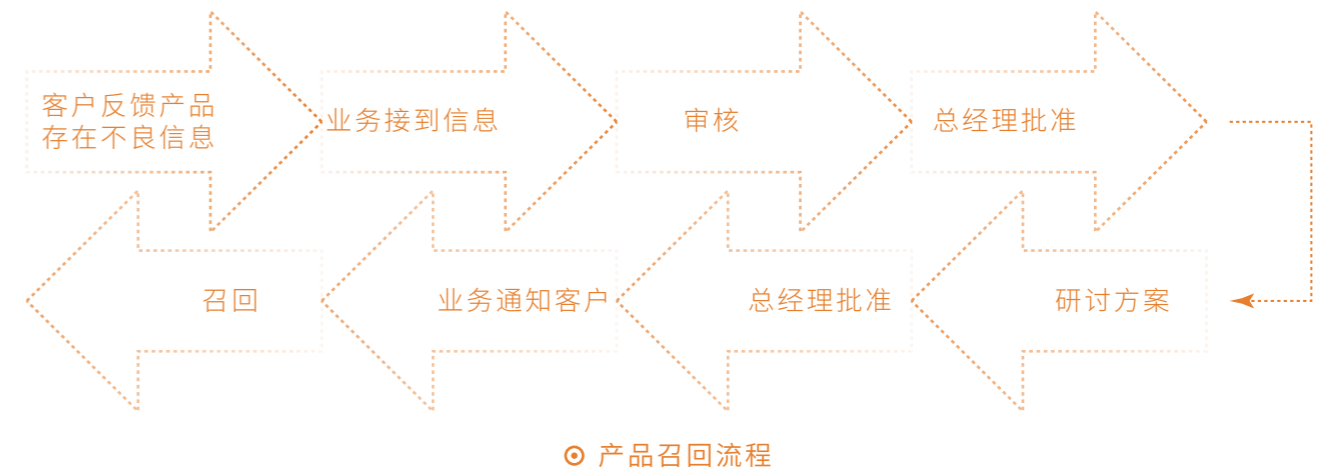 客户反馈产品
存在不良信息
业务接到信息
审核
总经理批准
研讨方案
总经理批准
业务通知客户
召回
产品召回流程